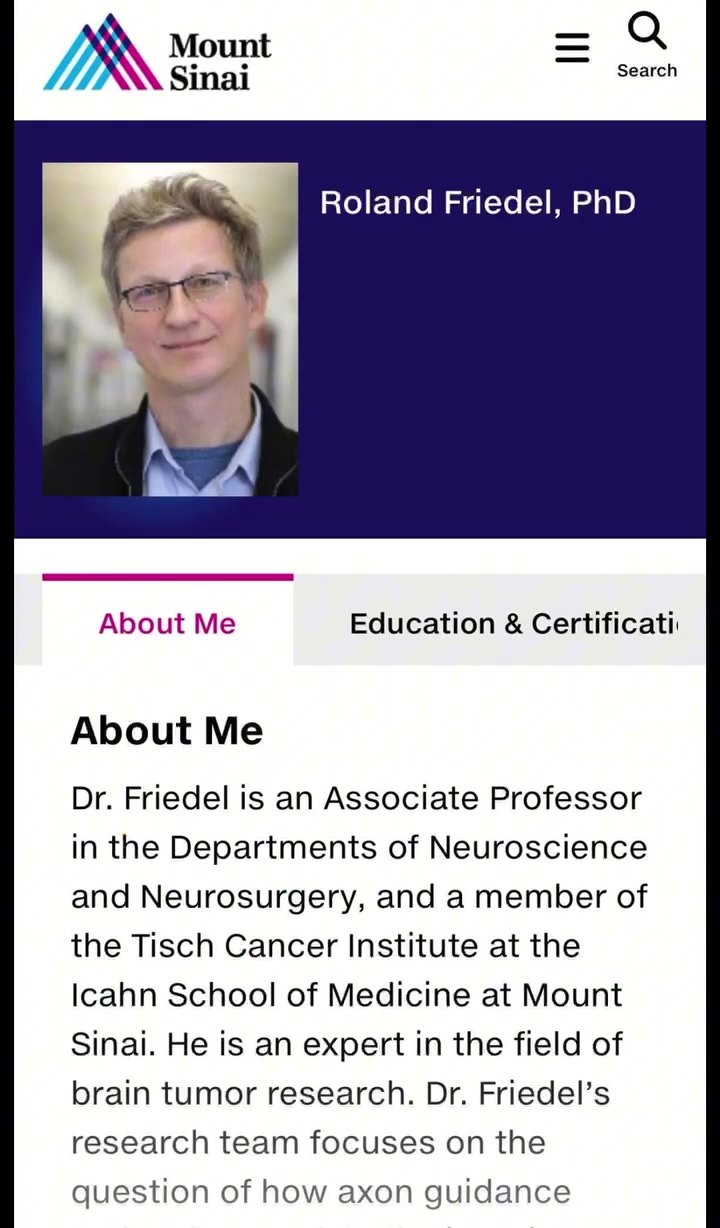 Mount
Sinai
Search
Roland Friedel, PhD
About Me
Education & Certificati
About Me
Dr. Friedel is an Associate Professor
in the Departments of Neuroscience
and Neurosurgery, and a member of
the Tisch Cancer Institute at the
Icahn School of Medicine at Mount
Sinai. He is an expert in the field of
brain tumor research. Dr. Friedel’s
research team focuses on the
question of how axon guidance